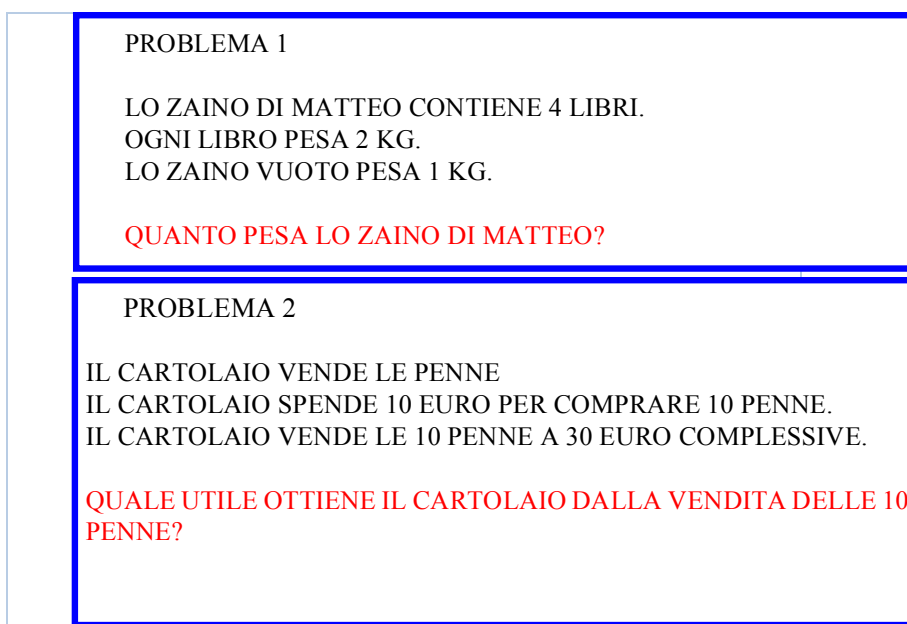 PROBLEMA 1
LO ZAINO DI MATTEO CONTIENE 4 LIBRI.
OGNI LIBRO PESA 2 KG.
LO ZAINO VUOTO PESA 1 KG.
QUANTO PESA LO ZAINO DI MATTEO?
PROBLEMA 2
IL CARTOLAIO VENDE LE PENNE
IL CARTOLAIO SPENDE 10 EURO PER COMPRARE 10 PENNE.
IL CARTOLAIO VENDE LE 10 PENNE A 30 EURO COMPLESSIVE.
QUALE UTILE OTTIENE IL CARTOLAIO DALLA VENDITA DELLE 10
PENNE?